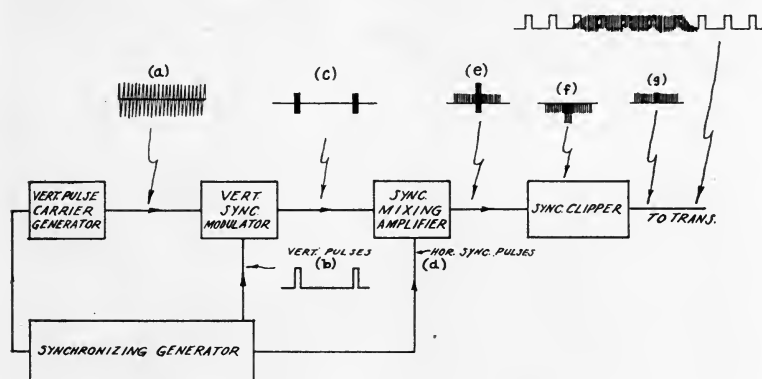 (a)
(c)
(e)
(f)
(g)
VERT. PULSE
CARRIER
GENERATOR
VERT.
SYNC.
MODULATOR
SYNC.
MIXING
AMPLIFIER
SYNC. CLIPPER
TO TRANS.
VERT. PULSES
(b)
HOR. SYNC. PULSES
(d)
SYNCHRONIZING GENERATOR